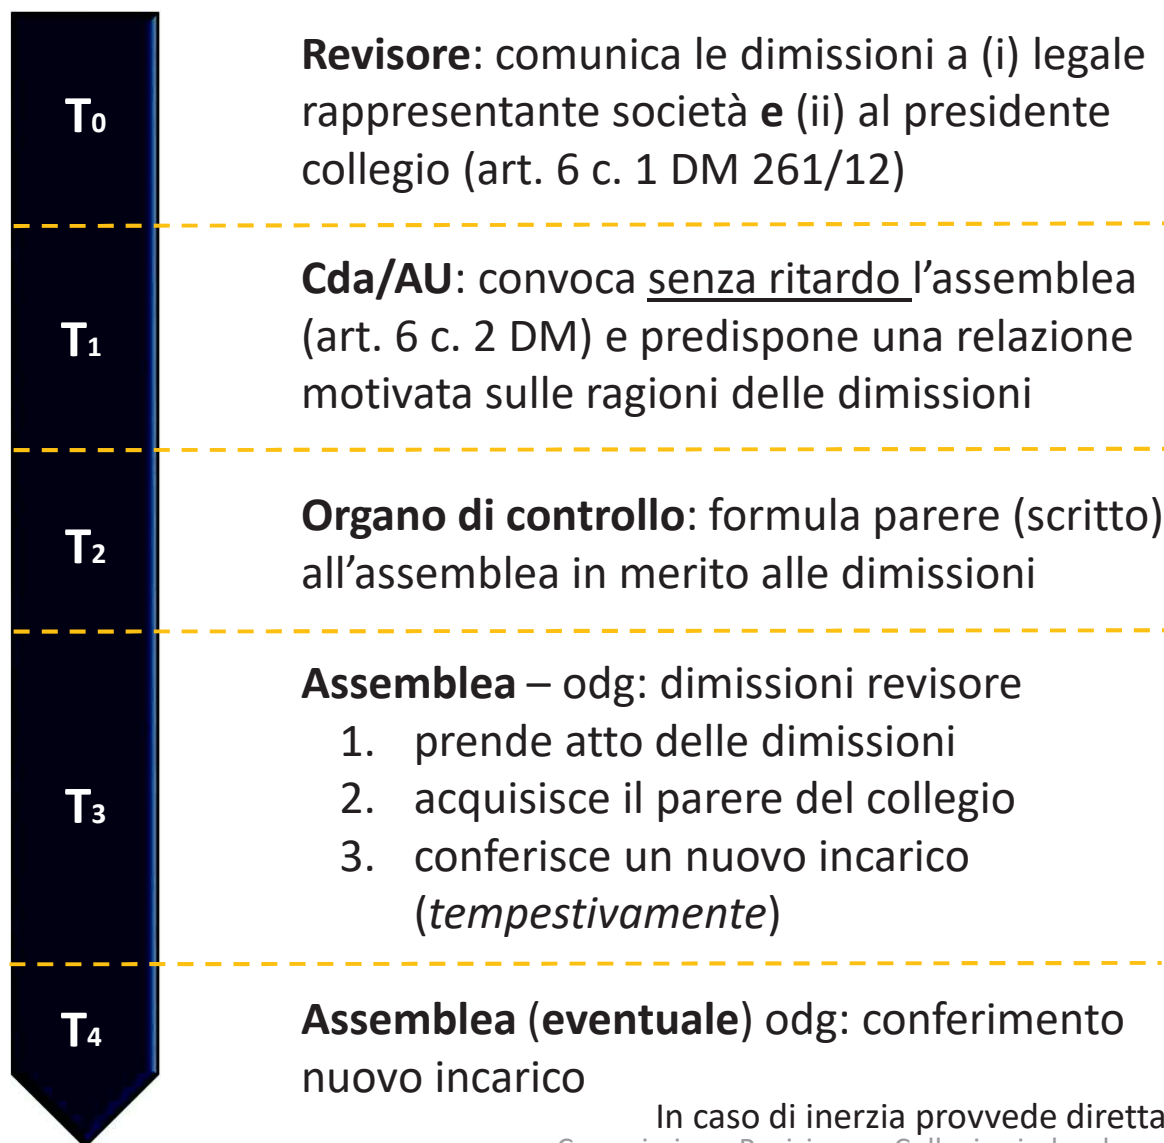 T0
Revisore: comunica le dimissioni a (i) legale
rappresentante società e (ii) al presidente
collegio (art. 6 c. 1 DM 261/12)
T1
Cda/AU: convoca senza ritardo l’assemblea
(art. 6 c. 2 DM) e predispone una relazione
motivata sulle ragioni delle dimissioni
T2
Organo di controllo: formula parere (scritto)
all’assemblea in merito alle dimissioni
T3
Assemblea – odg: dimissioni revisore
1. prende atto delle dimissioni
2. acquisisce il parere del collegio
3. conferisce un nuovo incarico
(tempestivamente)
T4
Assemblea (eventuale) odg: conferimento
nuovo incarico
In caso di inerzia provvede diretta